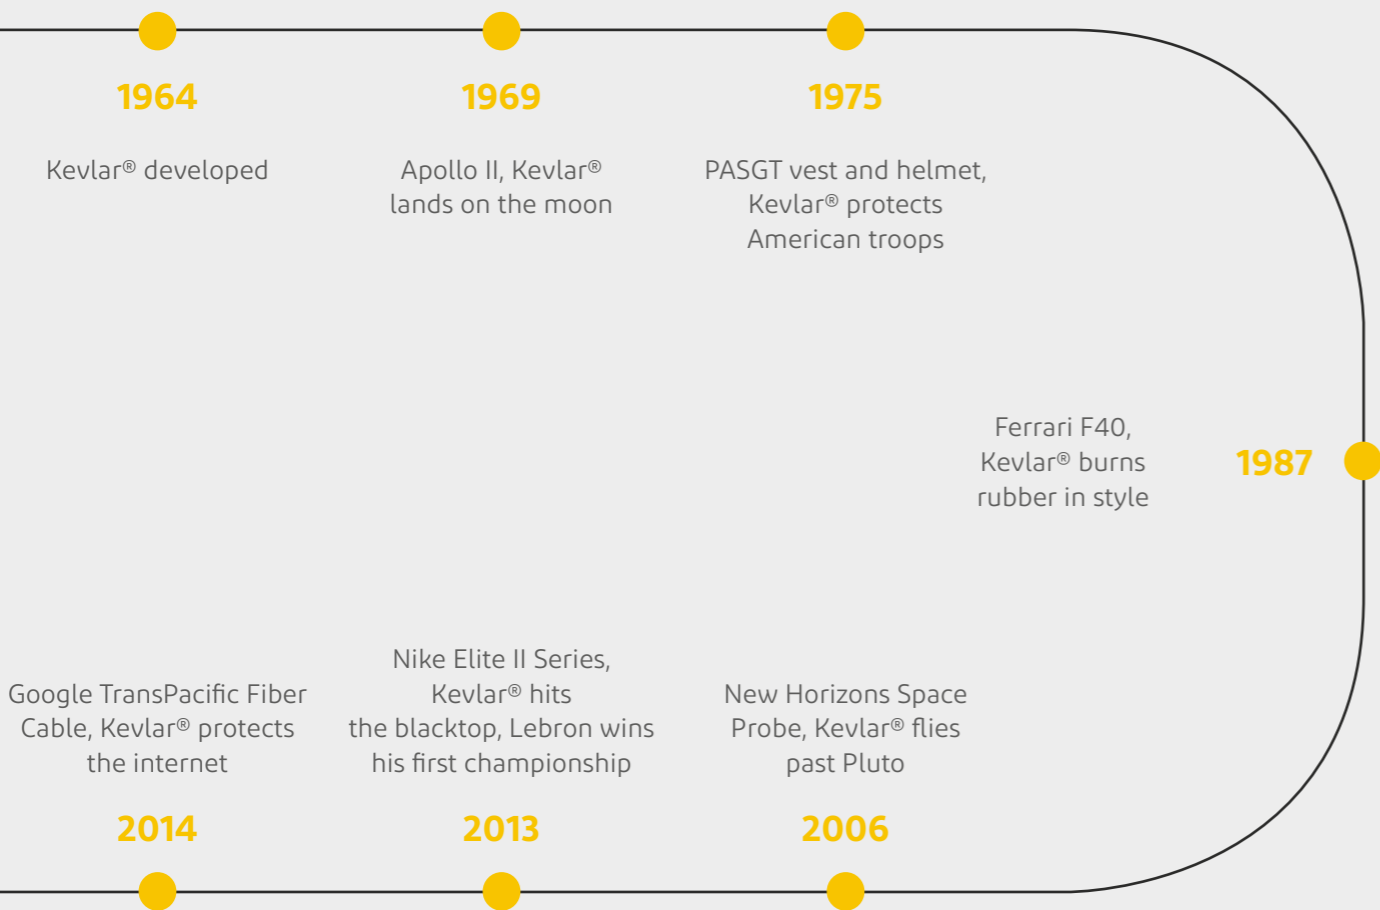 1964
Kevlar® developed
1969
Apollo II, Kevlar®
lands on the moon
1975
PASGT vest and helmet,
Kevlar® protects
American troops
Ferrari F40,
Kevlar® burns
rubber in style
1987
New Horizons Space
Probe, Kevlar® flies
past Pluto
2006
Nike Elite II Series,
Kevlar® hits
the blacktop, Lebron wins
his first championship
2013
Google TransPacific Fiber
Cable, Kevlar® protects
the internet
2014